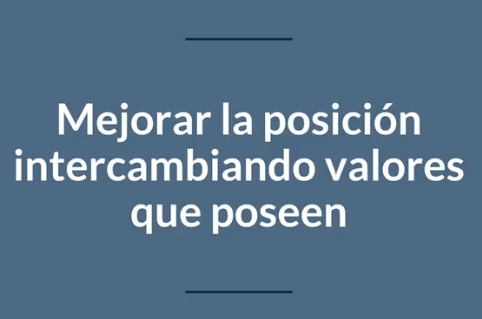 Mejorar la posición
intercambiando valores
que poseen